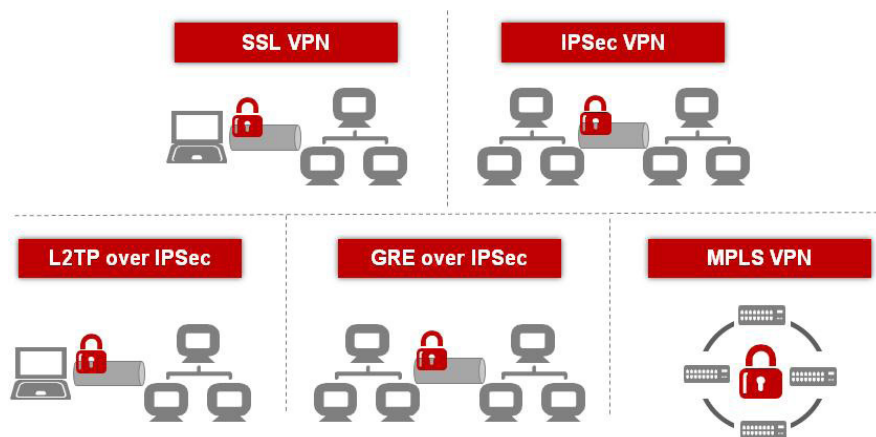 SSL VPN
IPSec VPN
L2TP over IPSec
GRE over IPSec
MPLS VPN